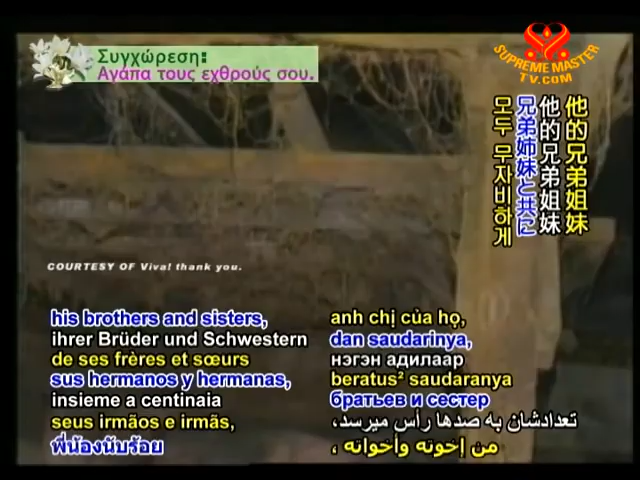 Συγχώρεση:
Αγάπα τους εχθρούς σου.
SUPREME MASTER
TV.COM
他的兄弟姐妹
他的兄弟姐妹
兄弟姉妹と共に
모두 무자비하게
COURTESY OF Viva! thank you.
his brothers and sisters,
ihrer Brüder und Schwestern
de ses frères et sœurs
sus hermanos y hermanas,
insieme a centinaia
seus irmãos e irmãs,
พี่น้องนับร้อย
anh chị của họ,
dan saudarinya,
нэгэн адилаар
beratus² saudaranya
братьев и сестер
تعدادشان به صدها رأس میرسد،
من إخوته وأخواته ،